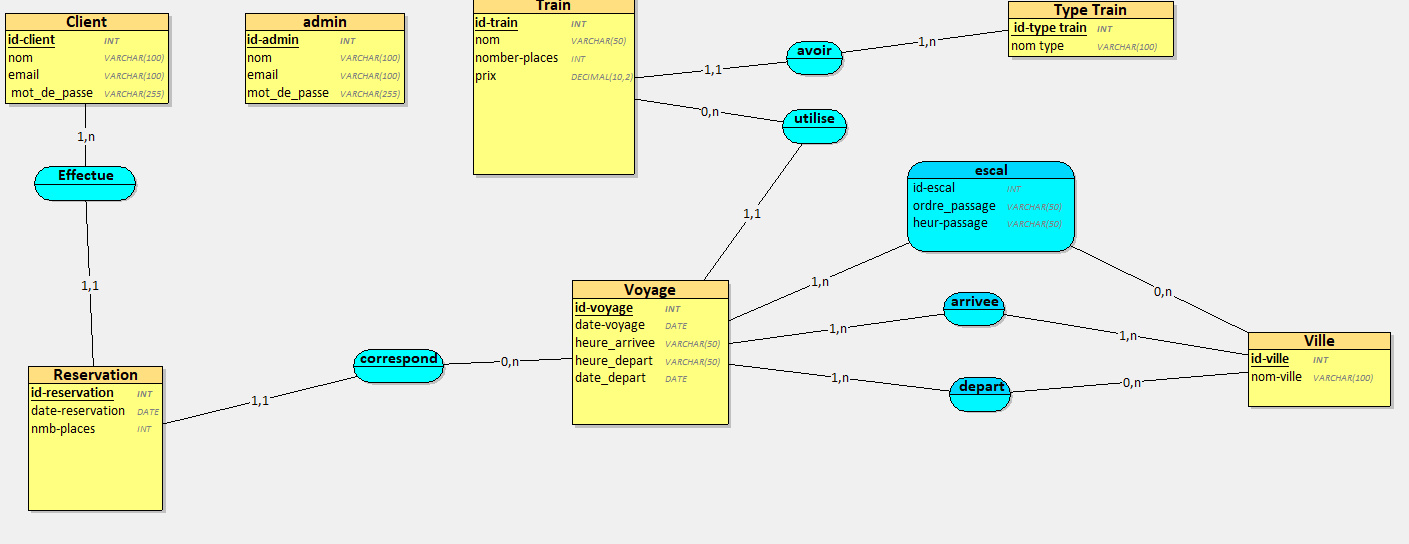 Client
id-client INT
nom VARCHAR(100)
email VARCHAR(100)
mot_de_passe VARCHAR(255)
admin
id-admin INT
nom VARCHAR(100)
email VARCHAR(100)
mot_de_passe VARCHAR(255)
Train
id-train INT
nom VARCHAR(50)
nomber-places INT
prix DECIMAL(10,2)
1,1
avoir
1,n
Type Train
id-type train INT
nom type VARCHAR(100)
0,n
utilise
1,1
1,n
Effectue
1,1
escal
id-escal INT
ordre_passage VARCHAR(50)
heur-passage VARCHAR(50)
1,n
0,n
Voyage
id-voyage INT
date-voyage DATE
heure_arrivee VARCHAR(50)
heure_depart VARCHAR(50)
date_depart DATE
1,n
arrivee
1,n
1,n
depart
0,n
Ville
id-ville INT
nom-ville VARCHAR(100)
Reservation
id-reservation INT
date-reservation DATE
nmb-places INT
1,1
correspond
0,n